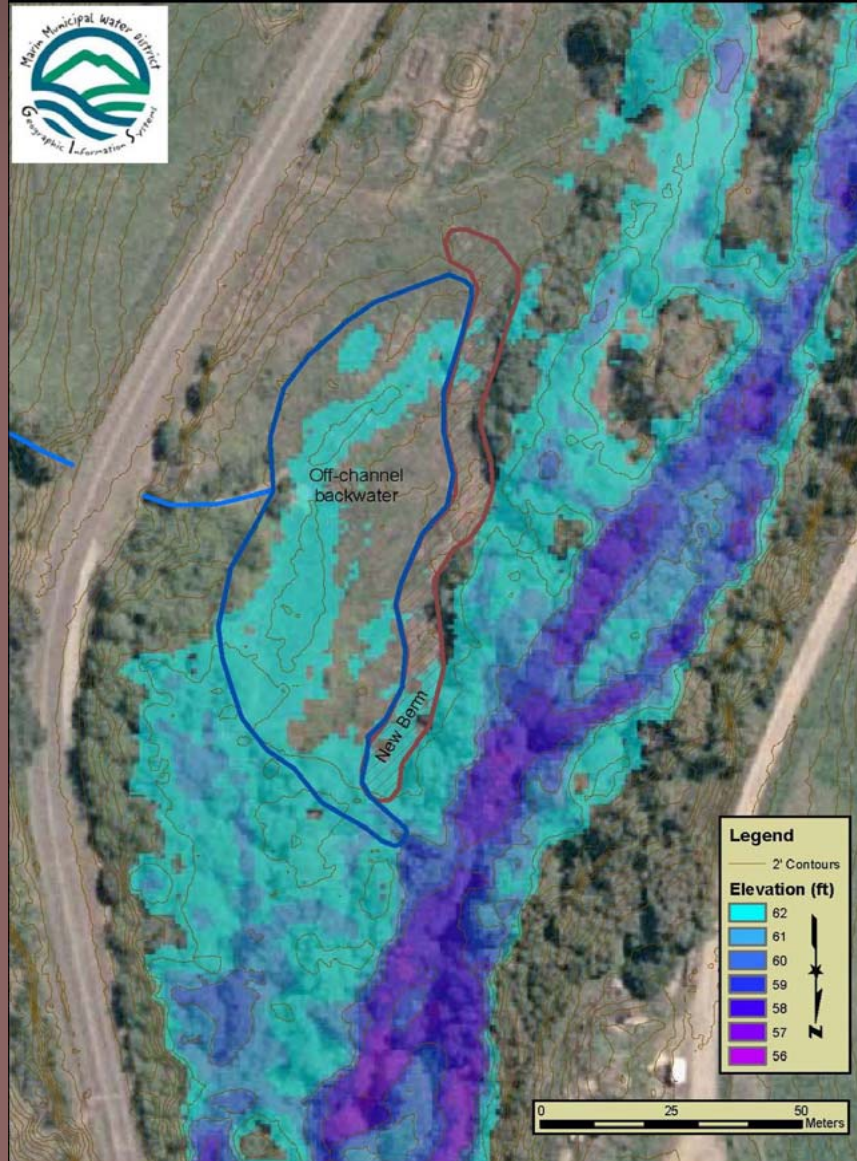 Marin Municipal Water District
Geographic Information Systems
Off-channel
backwater
New Berm
Legend
2' Contours
Elevation (ft)
62
61
60
59
58
57
56
N
0 25 50
Meters